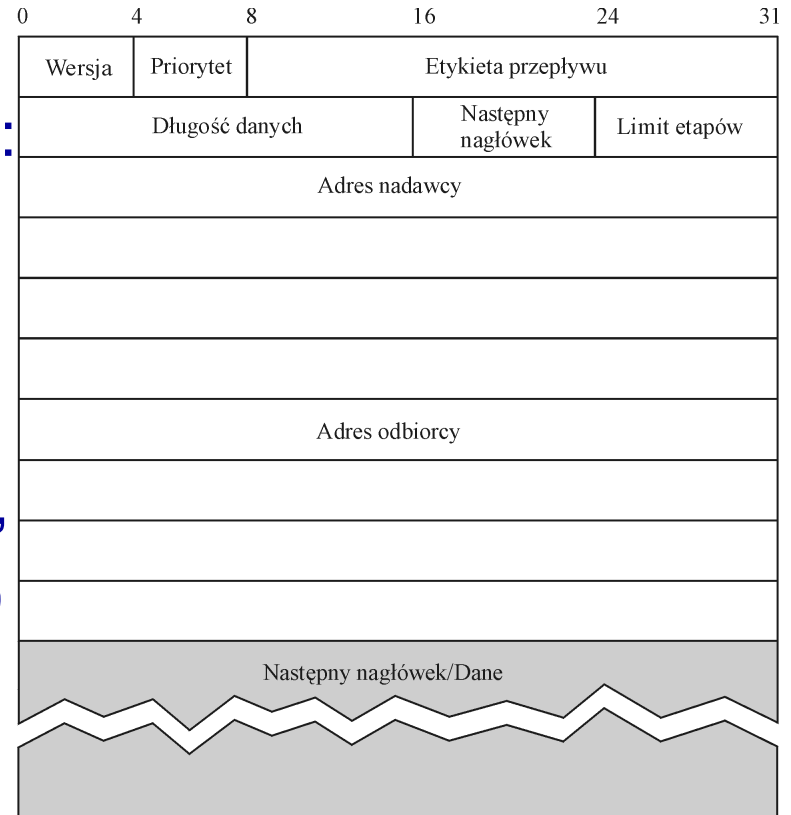 0 4 8 16 24 31
Wersja Priorytet Etykieta przepływu
Długość danych Następny nagłówek Limit etapów
Adres nadawcy
Adres odbiorcy
Następny nagłówek/Dane